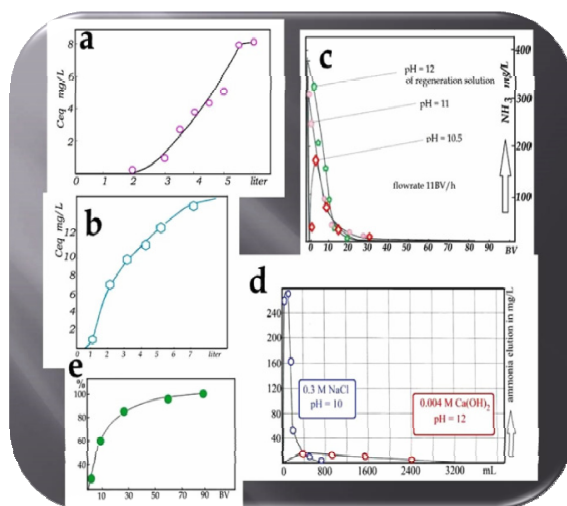 a
Ceq mg/L
8
6
4
2
0 1 2 3 4 5 liter
b
Ceq mg/L
12
10
8
6
4
2
0 1 2 3 4 5 6 7 liter
c
400
300
200
100
NH3 mg/L
pH = 12
of regeneration solution
pH = 11
pH = 10.5
flowrate 11BV/h
0 10 20 30 40 50 60 70 80 90 BV
d
240
200
160
120
80
40
0
0.3 M NaCl
pH = 10
0.004 M Ca(OH)2
pH = 12
ammonia elution in mg/L
0 400 800 1600 2400 3200 mL
e
%
100
80
60
40
10 30 50 70 90 BV